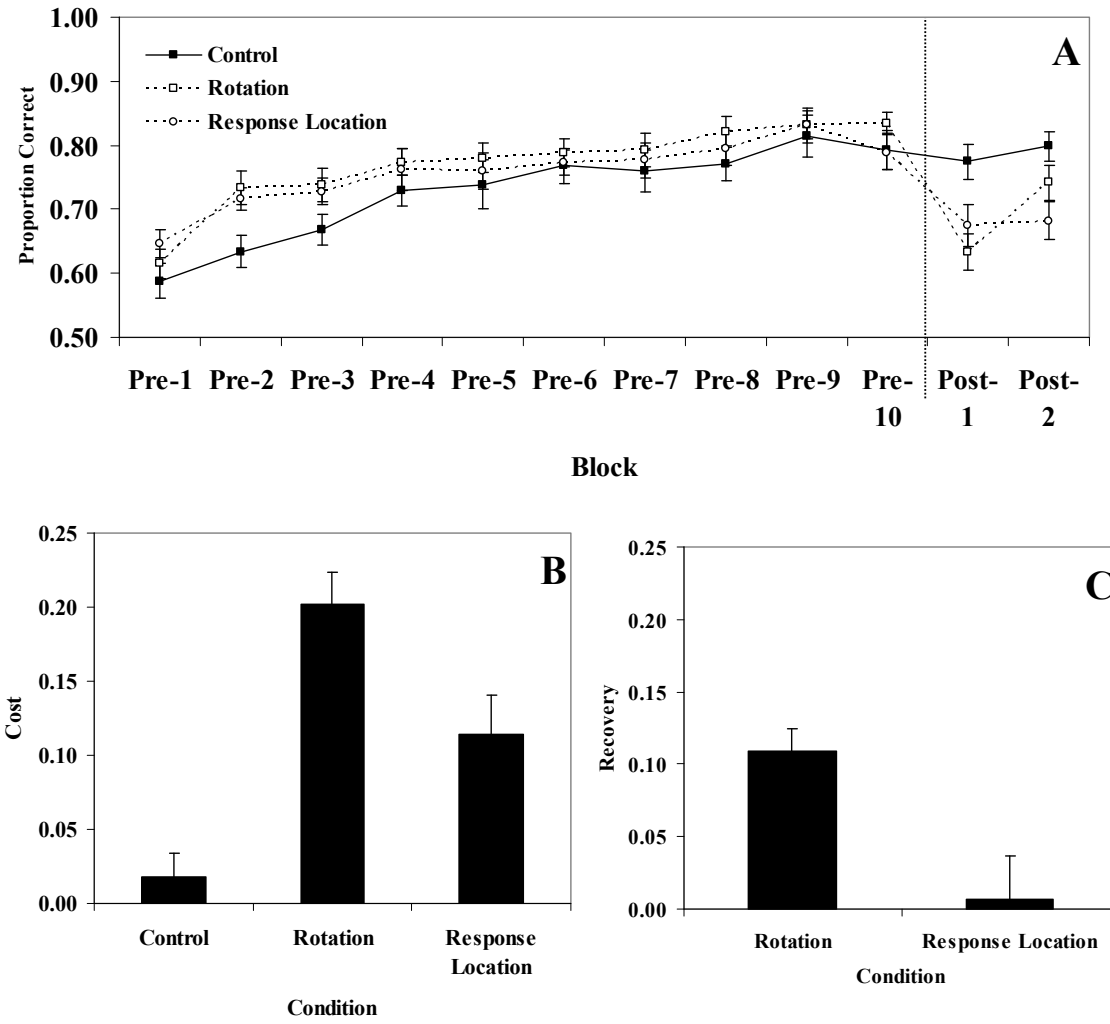 1.00
A
Control
0.90
Rotation
Response Location
0.80
Proportion Correct
0.70
0.60
0.50
Pre-1 Pre-2 Pre-3 Pre-4 Pre-5 Pre-6 Pre-7 Pre-8 Pre-9 Pre- Post- Post-
10 1 2
Block
0.25
B
0.20
0.15
Cost
0.10
0.05
0.00
Control Rotation Response
Location
Condition
0.25
C
0.20
0.15
Recovery
0.10
0.05
0.00
Rotation Response Location
Condition